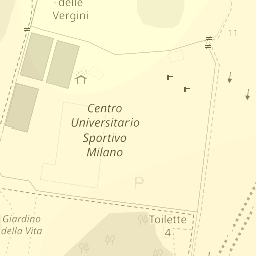 delle
Vergini
11
Centro
Universitario
Sportivo
Milano
Giardino
della Vita
Toilette
4